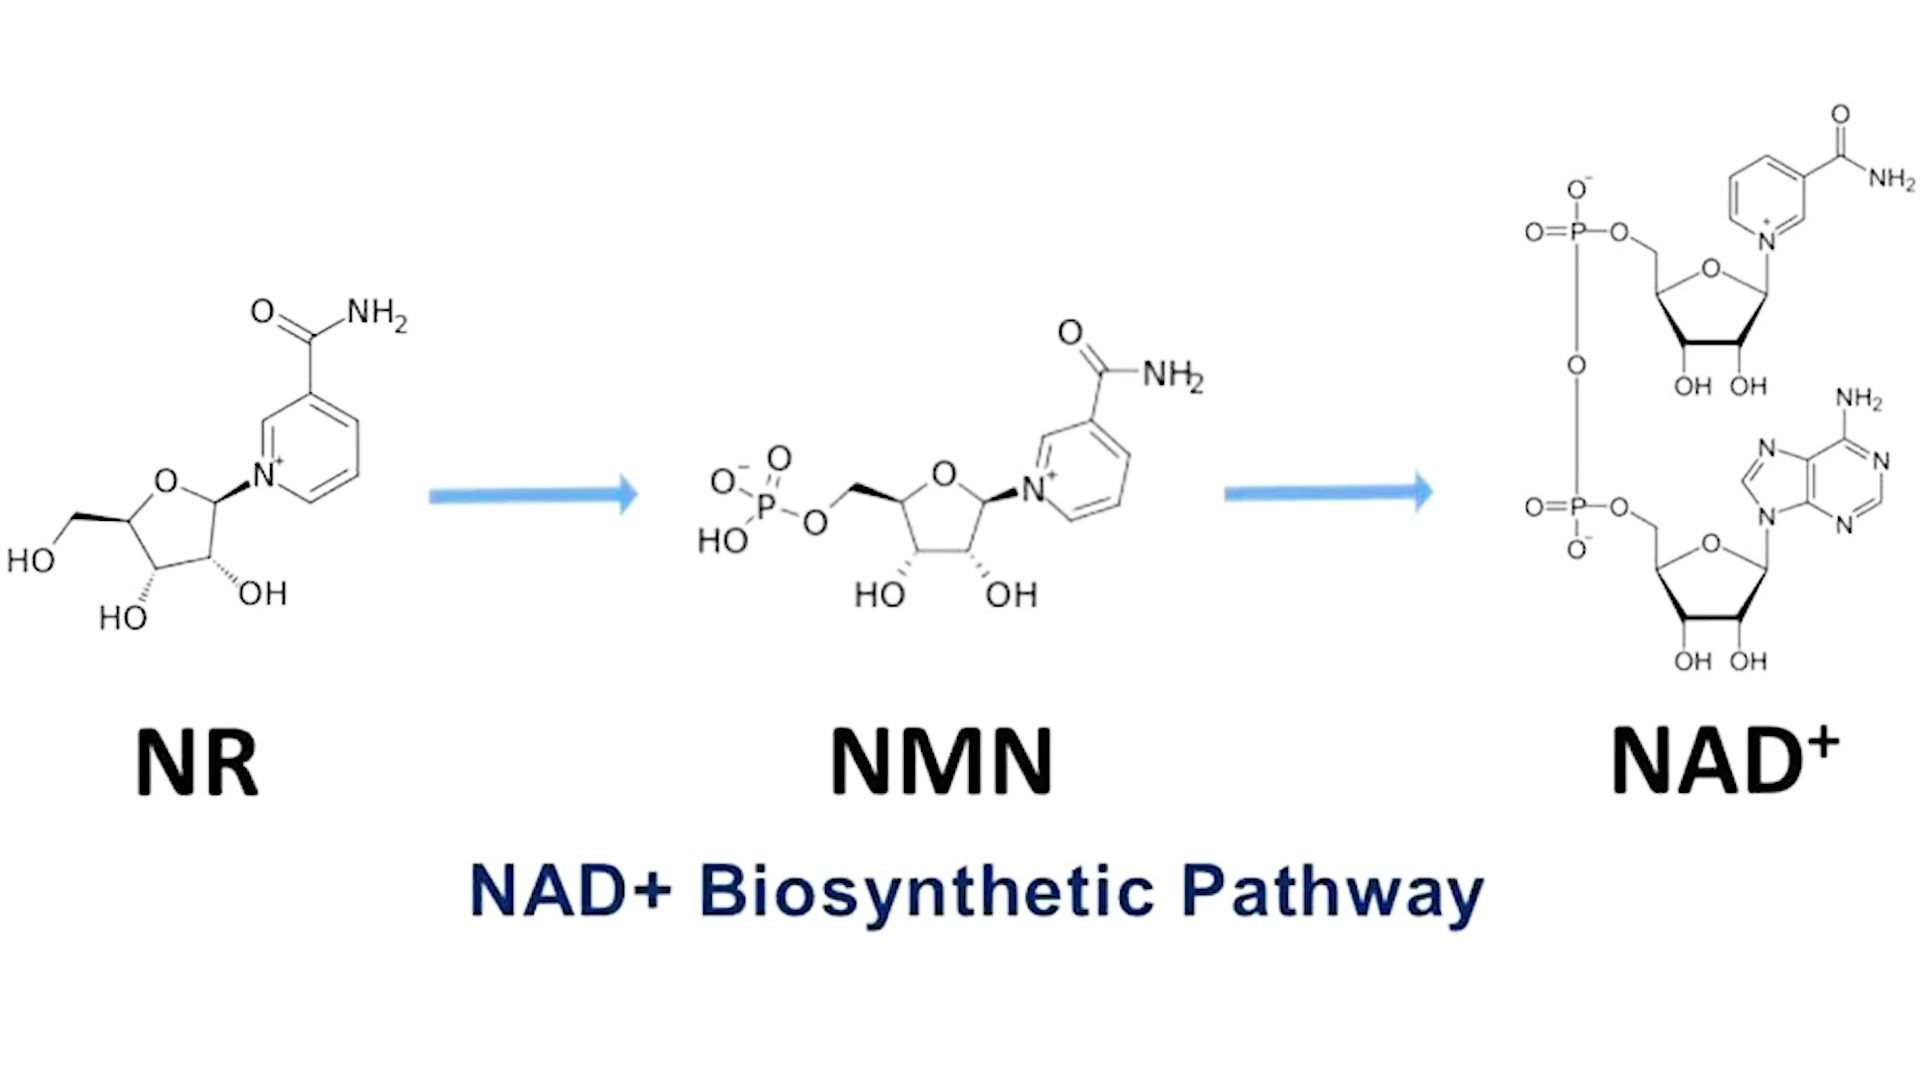 O NH2
N+
O
HO
HO OH
NR
O
NH2
O- O
P
HO O
O
N+
HO OH
NMN
O
NH2
O-
O=P-O
N+
O
OH OH
O
NH2
N N
N N
O=P-O
O-
O
OH OH
NAD+
NAD+ Biosynthetic Pathway